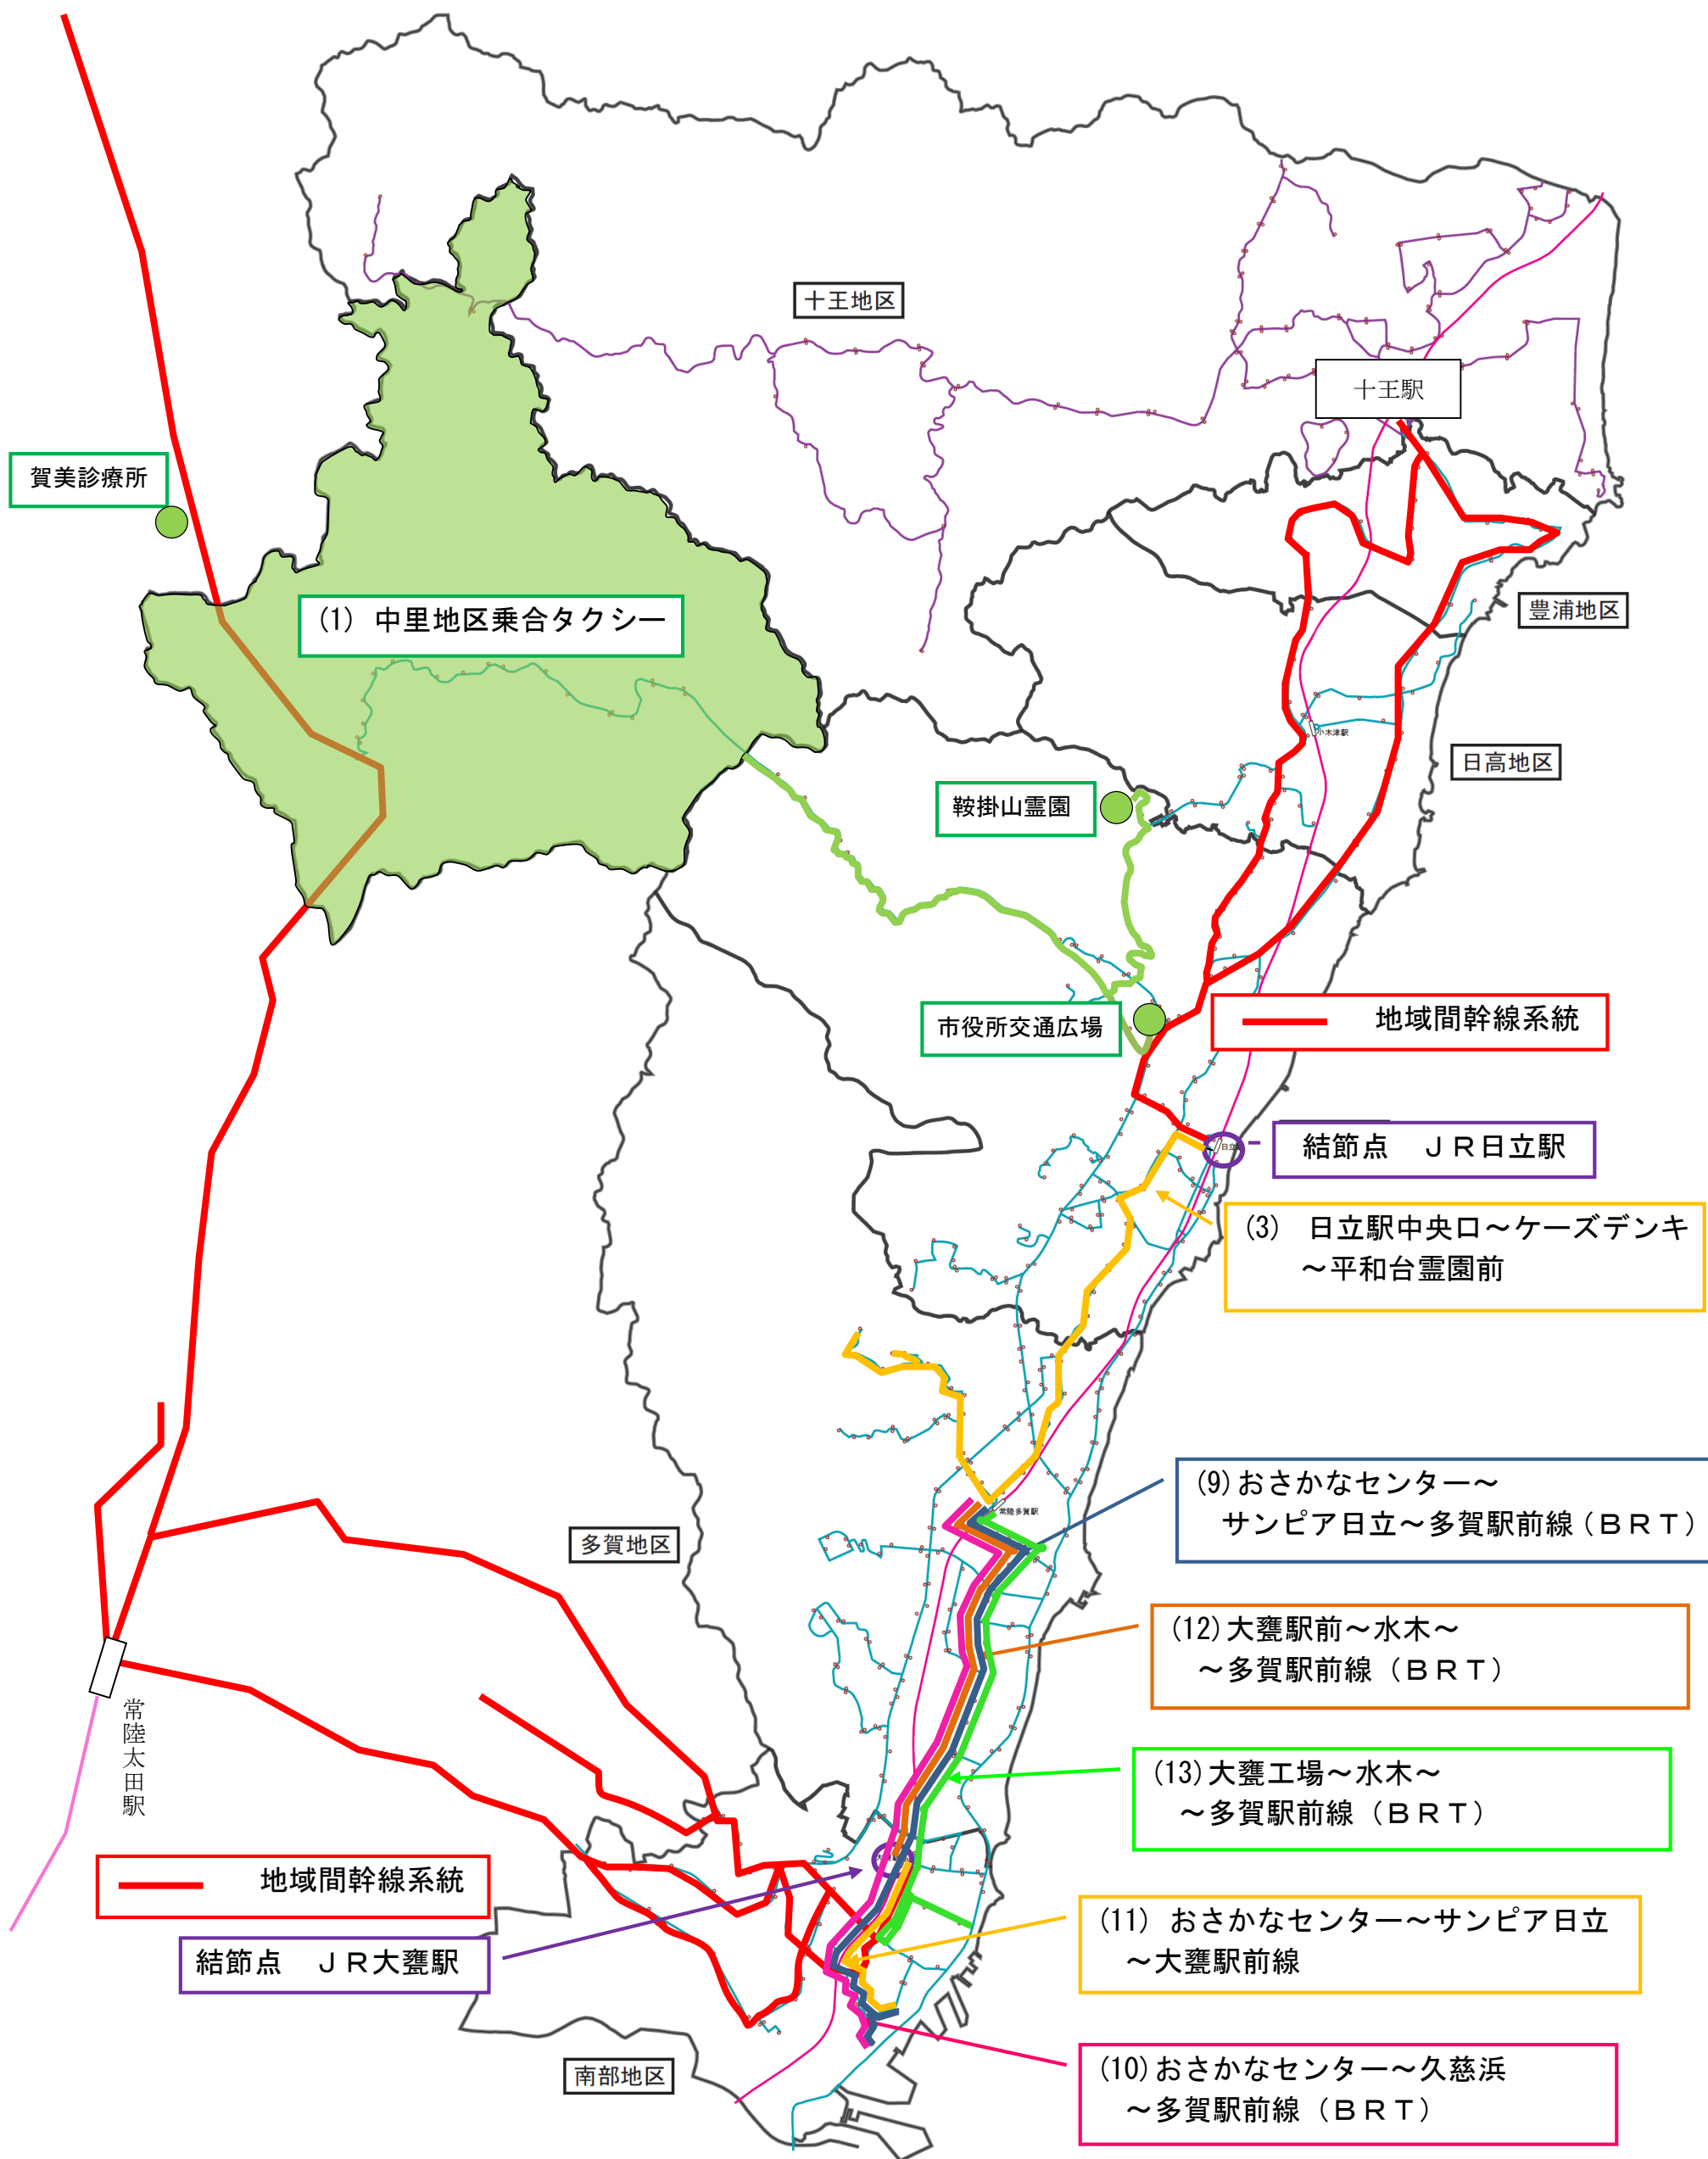 十王地区
十王駅
賀美診療所
(1) 中里地区乗合タクシー
豊浦地区
小木津駅
日高地区
鞍掛山霊園
市役所交通広場
地域間幹線系統
結節点　ＪＲ日立駅
(3)　日立駅中央口～ケーズデンキ
～平和台霊園前
常陸多賀駅
(9)おさかなセンター～
サンピア日立～多賀駅前線（ＢＲＴ）
多賀地区
(12)大甕駅前～水木～
～多賀駅前線（ＢＲＴ）
常陸太田駅
(13)大甕工場～水木～
～多賀駅前線（ＢＲＴ）
地域間幹線系統
(11) おさかなセンター～サンピア日立
～大甕駅前線
結節点　ＪＲ大甕駅
(10)おさかなセンター～久慈浜
～多賀駅前線（ＢＲＴ）
南部地区